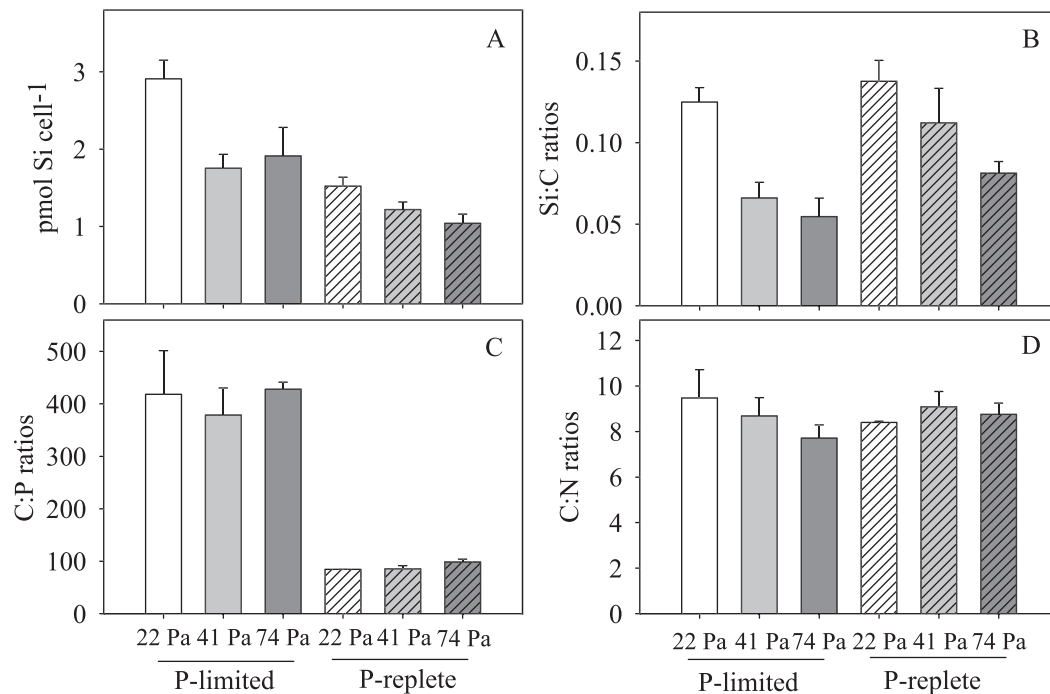 A
pmol Si cell-1
3
2
1
0
B
Si:C ratios
0.15
0.10
0.05
0.00
C
C:P ratios
500
400
300
200
100
0
D
C:N ratios
12
10
8
6
4
2
0
22 Pa 41 Pa 74 Pa 22 Pa 41 Pa 74 Pa
P-limited P-replete
22 Pa 41 Pa 74 Pa 22 Pa 41 Pa 74 Pa
P-limited P-replete